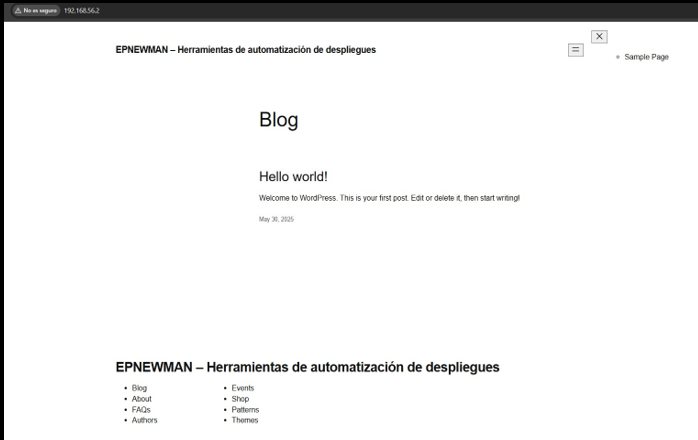 No es seguro 192.168.56.2
EPNEWMAN – Herramientas de automatización de despliegues
Sample Page
Blog
Hello world!
Welcome to WordPress. This is your first post. Edit or delete it, then start writing!
May 30, 2025
EPNEWMAN – Herramientas de automatización de despliegues
Blog
About
FAQs
Authors
Events
Shop
Patterns
Themes